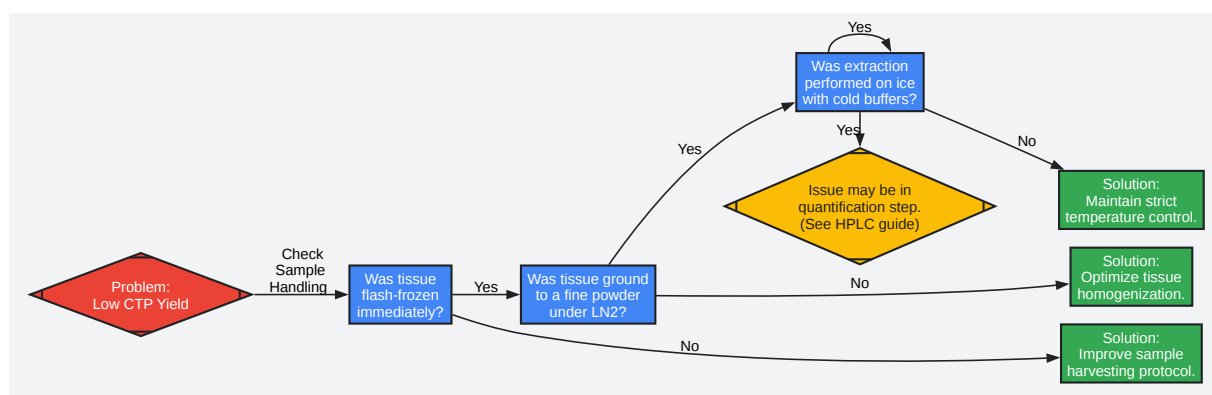 Yes
Was extraction
performed on ice
with cold buffers?
Yes
No
Yes
Issue may be in
quantification step.
(See HPLC guide)
Solution:
Maintain strict
temperature control.
Problem:
Low CTP Yield
Check
Sample
Handling
Was tissue
flash-frozen
immediately?
Yes
Was tissue ground
to a fine powder
under LN2?
No
Solution:
Optimize tissue
homogenization.
No
Solution:
Improve sample
harvesting protocol.